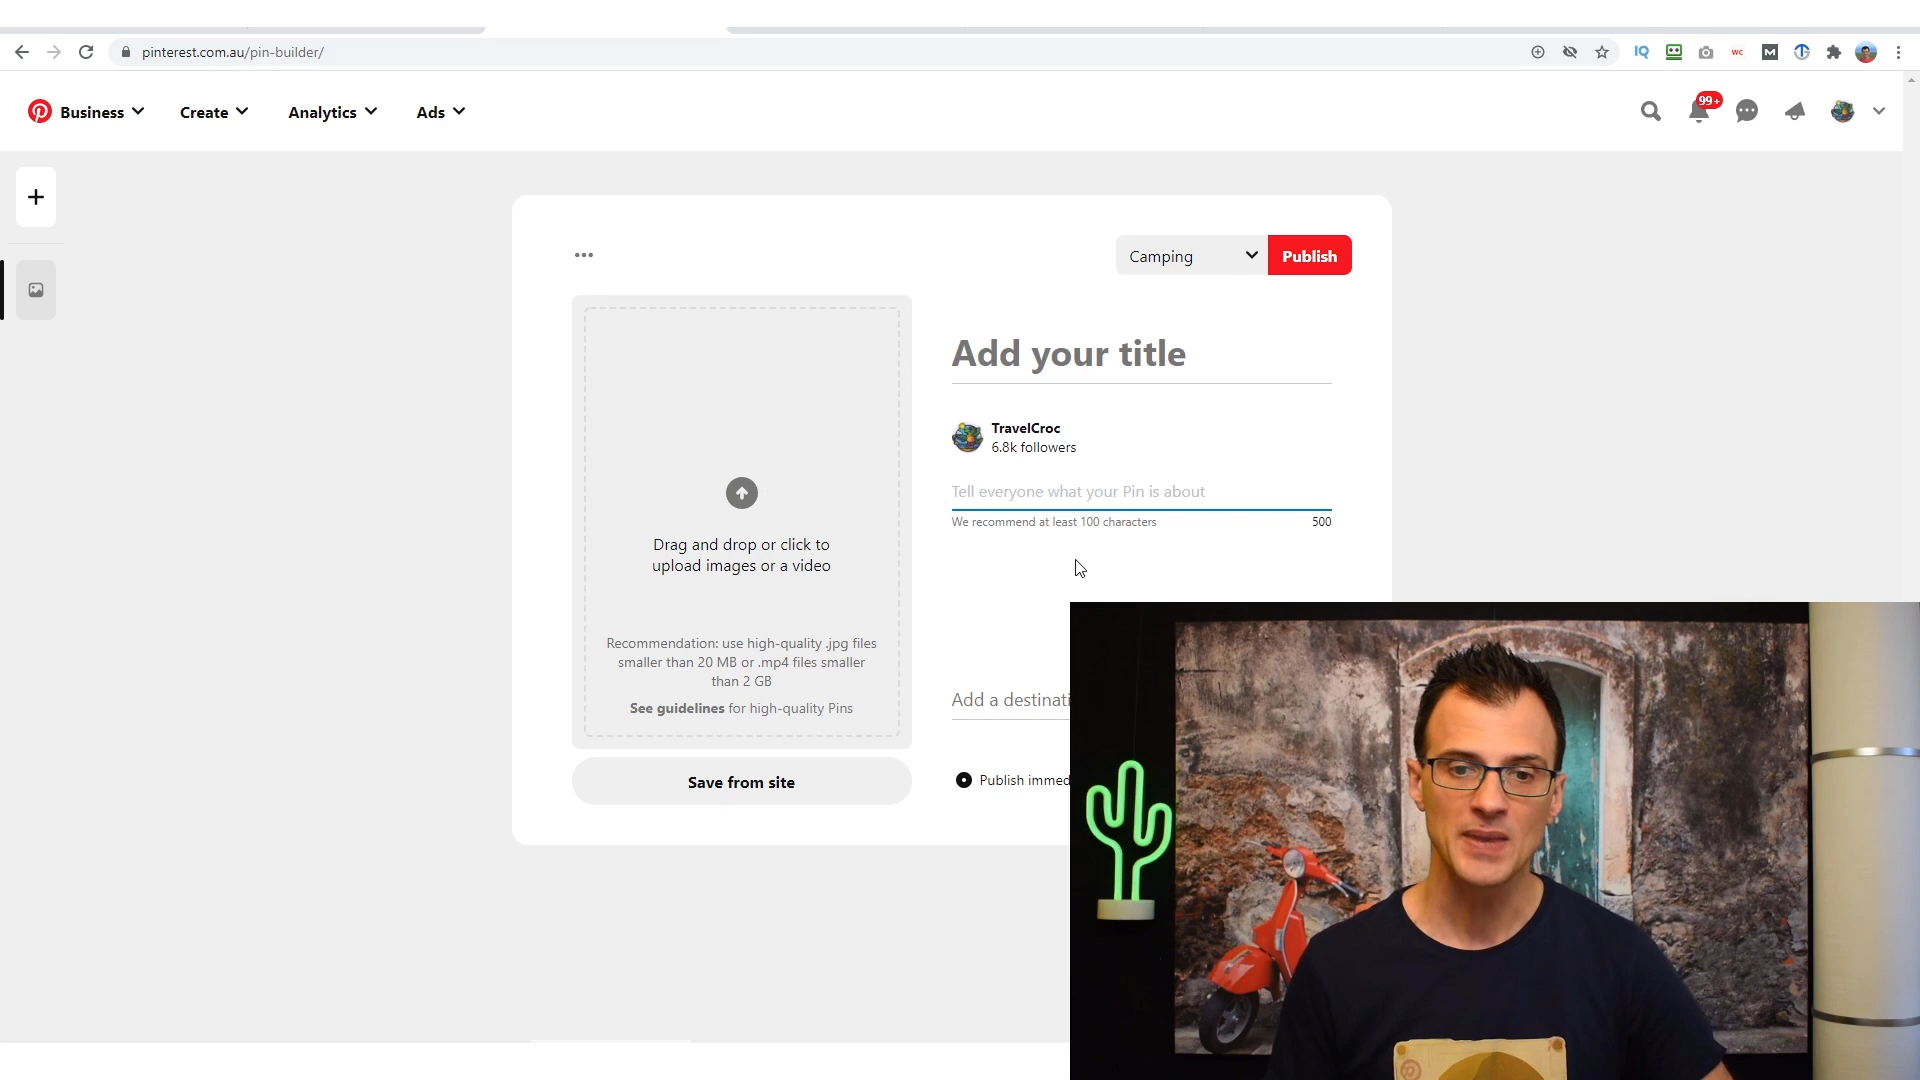 pinterest.com.au/pin-builder/
Business
Create
Analytics
Ads
99+
Camping
Publish
Add your title
TravelCroc
6.8k followers
Tell everyone what your Pin is about
We recommend at least 100 characters
500
Drag and drop or click to
upload images or a video
Recommendation: use high-quality .jpg files
smaller than 20 MB or .mp4 files smaller
than 2 GB
See guidelines for high-quality Pins
Add a destinati
Save from site
Publish immed